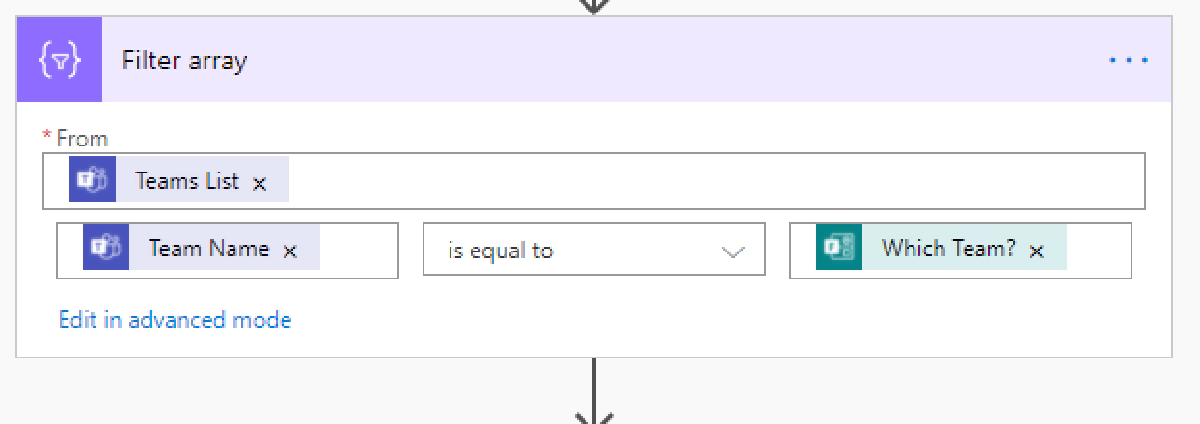 Filter array
* From
Teams List ×
Team Name × is equal to Which Team? ×
Edit in advanced mode